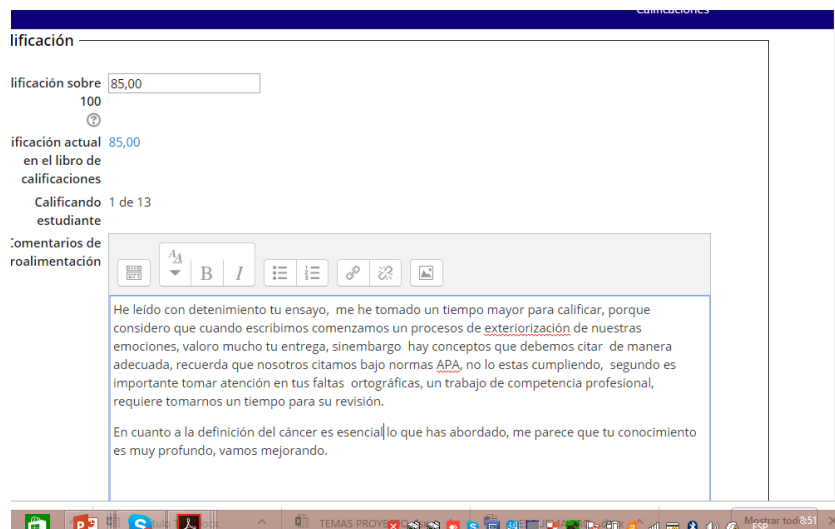 Calificaciones
lificación
lificación sobre 85,00
100
ificación actual 85,00
en el libro de
calificaciones
Calificando 1 de 13
estudiante
Comentarios de
roalimentación
B I
He leído con detenimiento tu ensayo, me he tomado un tiempo mayor para calificar, porque
considero que cuando escribimos comenzamos un procesos de exteriorización de nuestras
emociones, valoro mucho tu entrega, sinembargo hay conceptos que debemos citar de manera
adecuada, recuerda que nosotros citamos bajo normas APA, no lo estas cumpliendo, segundo es
importante tomar atención en tus faltas ortográficas, un trabajo de competencia profesional,
requiere tomarnos un tiempo para su revisión.
En cuanto a la definición del cáncer es esencial lo que has abordado, me parece que tu conocimiento
es muy profundo, vamos mejorando.
TEMAS PROYE ESP Mostrar tod 8:51